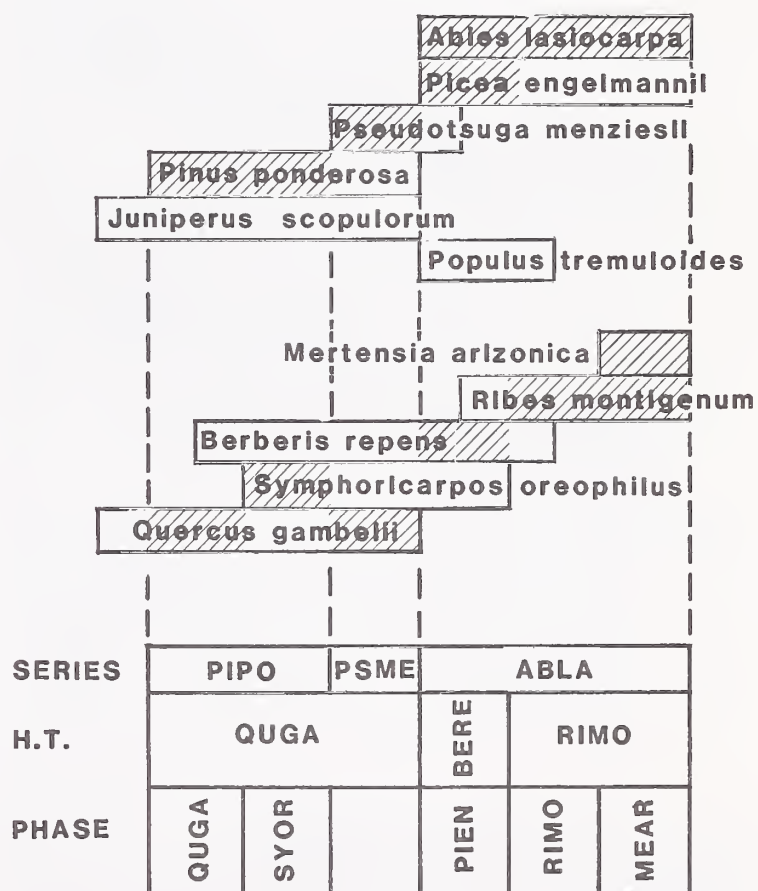 Abies lasiocarpa
Picea engelmannii
Pseudotsuga menziesii
Pinus ponderosa
Juniperus scopulorum
Populus tremuloides
Mertensia arizonica
Ribes montigenum
Berberis repens
Symphoricarpos oreophilus
Quercus gambelii
SERIES PIPO PSME ABLA
H.T. QUGA BERE RIMO
PHASE QUGA SYOR PIEN RIMO MEAR